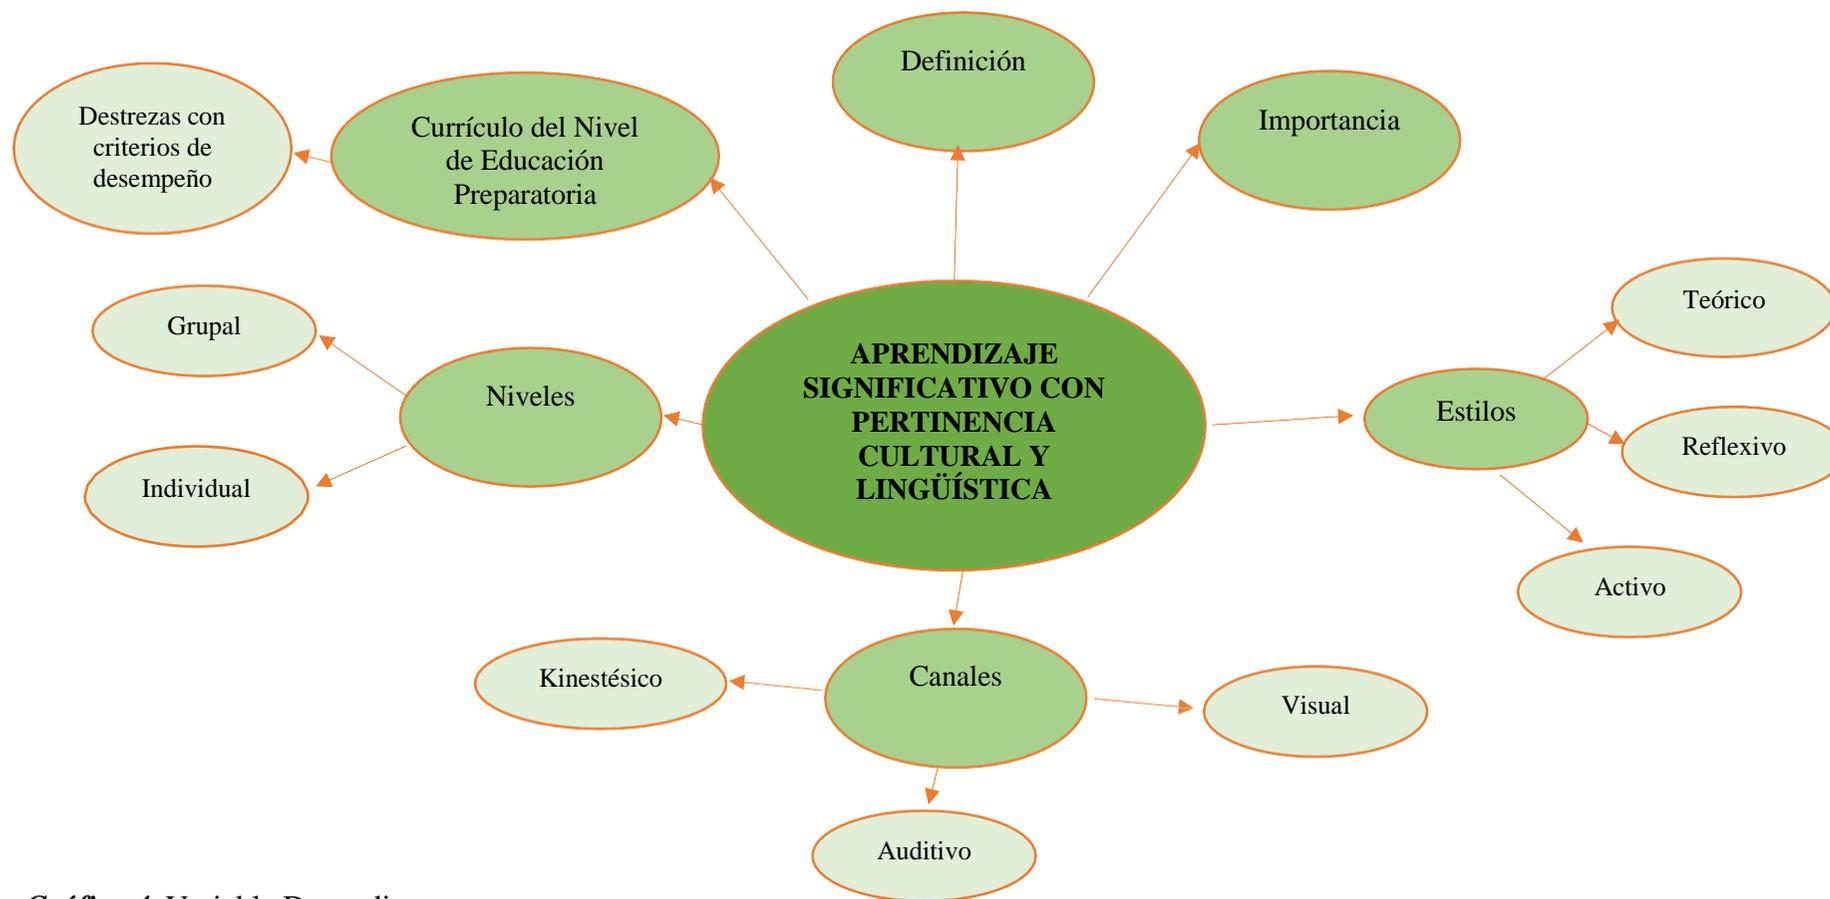 Definición
Importancia
Destrezas con
criterios de
desempeño
Currículo del Nivel
de Educación
Preparatoria
Teórico
Grupal
APRENDIZAJE
SIGNIFICATIVO CON
PERTINENCIA
CULTURAL Y
LINGÜÍSTICA
Niveles
Estilos
Reflexivo
Individual
Activo
Kinestésico
Canales
Visual
Auditivo